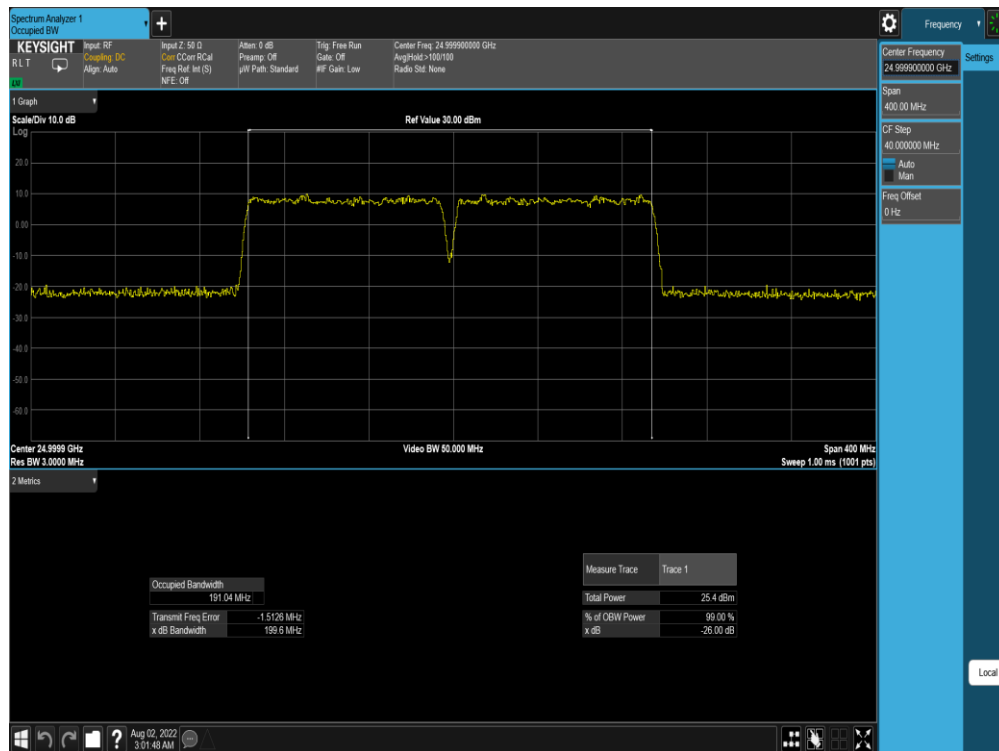 Spectrum Analyzer 1
Occupied BW
+
Frequency
KEYSIGHT
RLT
LXI
Input: RF
Coupling: DC
Align: Auto
Input Z: 50 Ω
Corr CCorr RCal
Freq Ref: Int (S)
NFE: Off
Atten: 0 dB
Preamp: Off
µW Path: Standard
Trig: Free Run
Gate: Off
#IF Gain: Low
Center Freq: 24.999900000 GHz
Avg|Hold:>100/100
Radio Std: None
Center Frequency
24.999900000 GHz
Settings
Span
400.00 MHz
CF Step
40.000000 MHz
Auto
Man
Freq Offset
0 Hz
Local
1 Graph
Scale/Div 10.0 dB
Ref Value 30.00 dBm
Log
20.0
10.0
0.00
-10.0
-20.0
-30.0
-40.0
-50.0
-60.0
Center 24.9999 GHz
Video BW 50.000 MHz
Span 400 MHz
Res BW 3.0000 MHz
Sweep 1.00 ms (1001 pts)
2 Metrics
Occupied Bandwidth
191.04 MHz
Transmit Freq Error -1.5126 MHz
x dB Bandwidth 199.6 MHz
Measure Trace Trace 1
Total Power 25.4 dBm
% of OBW Power 99.00 %
x dB -26.00 dB
?
Aug 02, 2022
3:01:48 AM